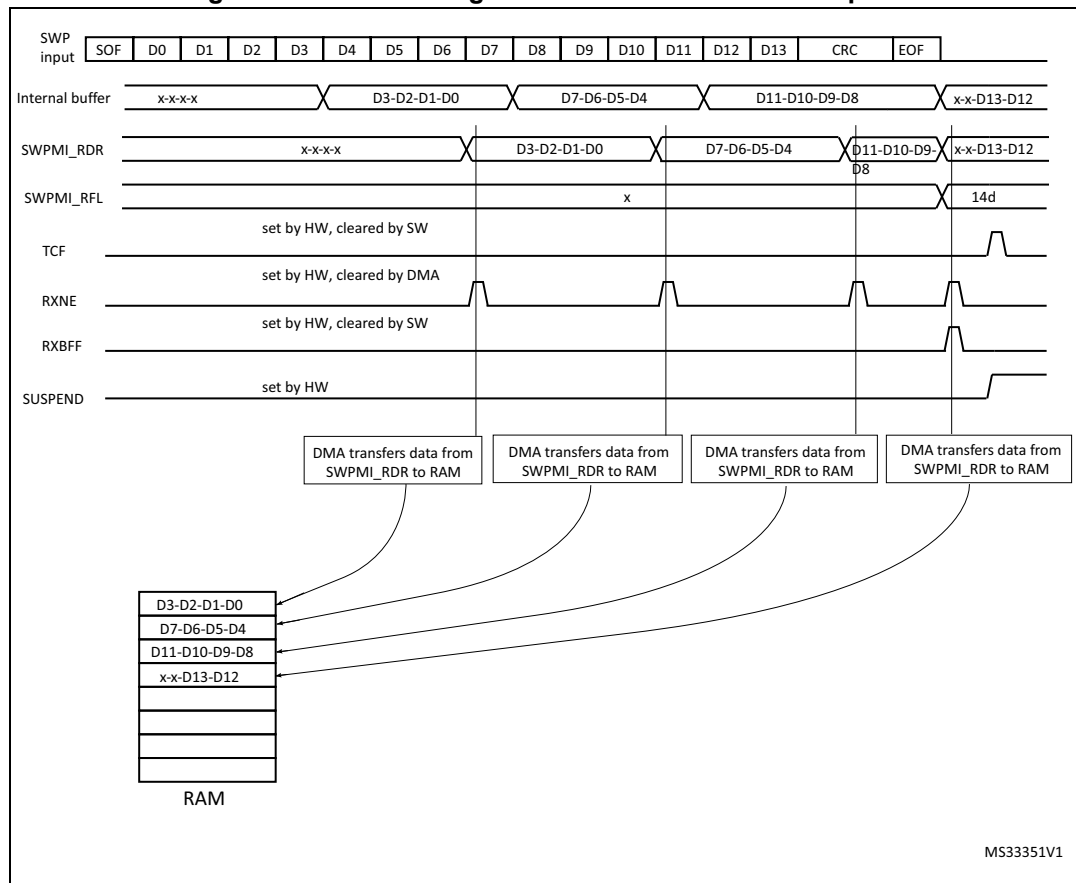 SWP input SOF D0 D1 D2 D3 D4 D5 D6 D7 D8 D9 D10 D11 D12 D13 CRC EOF
Internal buffer x-x-x-x D3-D2-D1-D0 D7-D6-D5-D4 D11-D10-D9-D8 x-x-D13-D12
SWPMI_RDR x-x-x-x D3-D2-D1-D0 D7-D6-D5-D4 D11-D10-D9-D8 x-x-D13-D12
SWPMI_RFL x 14d
set by HW, cleared by SW
TCF
set by HW, cleared by DMA
RXNE
set by HW, cleared by SW
RXBFF
set by HW
SUSPEND
DMA transfers data from
SWPMI_RDR to RAM
DMA transfers data from
SWPMI_RDR to RAM
DMA transfers data from
SWPMI_RDR to RAM
DMA transfers data from
SWPMI_RDR to RAM
D3-D2-D1-D0
D7-D6-D5-D4
D11-D10-D9-D8
x-x-D13-D12
RAM
MS33351V1